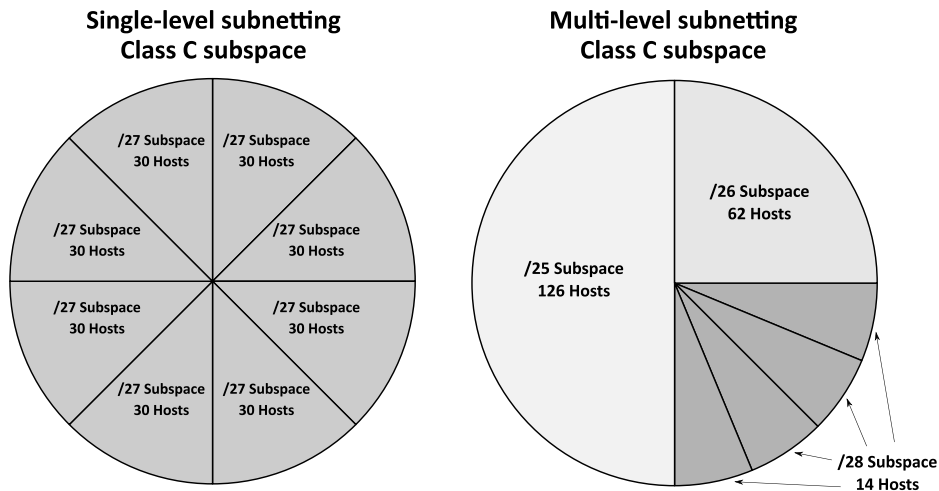 Single-level subnetting
Class C subspace
/27 Subspace
30 Hosts
/27 Subspace
30 Hosts
/27 Subspace
30 Hosts
/27 Subspace
30 Hosts
/27 Subspace
30 Hosts
/27 Subspace
30 Hosts
/27 Subspace
30 Hosts
/27 Subspace
30 Hosts
Multi-level subnetting
Class C subspace
/26 Subspace
62 Hosts
/25 Subspace
126 Hosts
/28 Subspace
14 Hosts